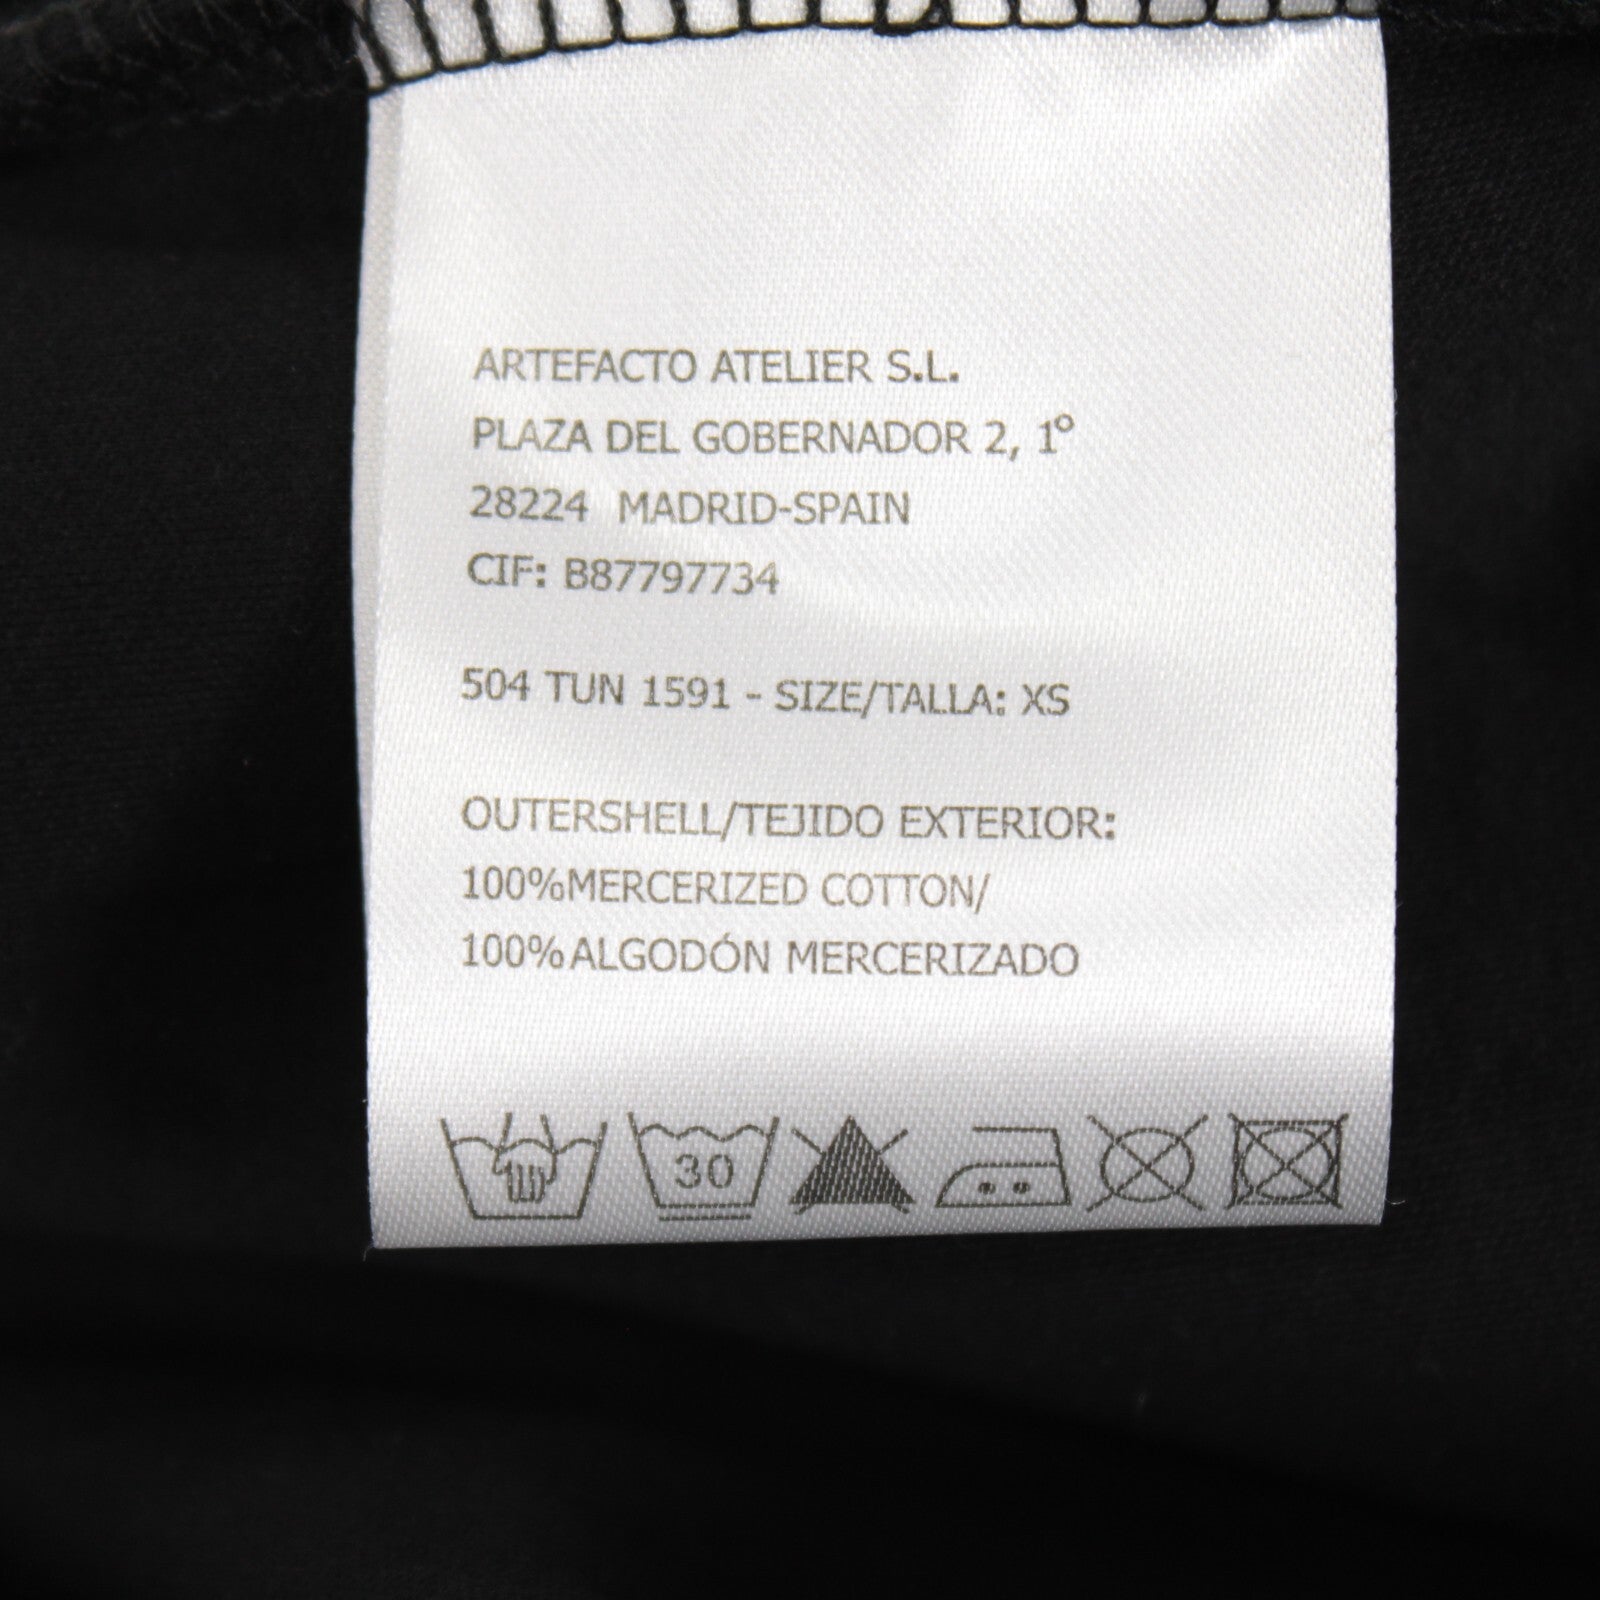 ARTEFACTO ATELIER S.L.
PLAZA DEL GOBERNADOR 2, 1º
28224 MADRID-SPAIN
CIF: B87797734
504 TUN 1591 - SIZE/TALLA: XS
OUTERSHELL/TEJIDO EXTERIOR:
100%MERCERIZED COTTON/
100%ALGODÓN MERCERIZADO
30